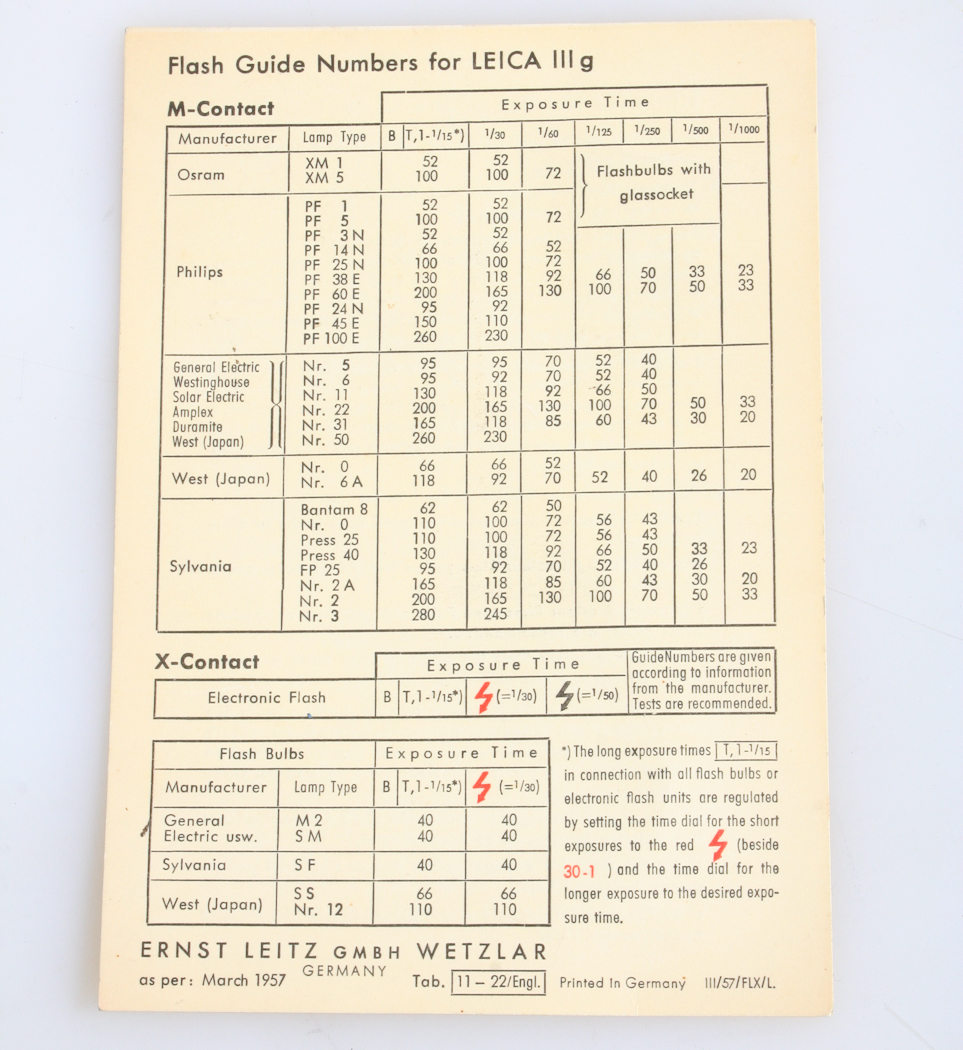 Flash Guide Numbers for LEICA III g
M-Contact
Exposure Time
Manufacturer Lamp Type B T,1-1/15*) 1/30 1/60 1/125 1/250 1/500 1/1000
Osram XM 1 52 52
XM 5 100 100 72
Flashbulbs with
glassocket
Philips
PF 1 52 52
PF 5 100 100 72
PF 3 N 52 52
PF 14 N 66 66 52
PF 25 N 100 100 72
PF 38 E 130 118 92 66 50 33 23
PF 60 E 200 165 130 100 70 50 33
PF 24 N 95 92
PF 45 E 150 110
PF 100 E 260 230
General Electric Nr. 5 95 95 70 52 40
Westinghouse Nr. 6 95 92 70 52 40
Solar Electric Nr. 11 130 118 92 66 50
Amplex Nr. 22 200 165 130 100 70 50 33
Duramite Nr. 31 165 118 85 60 43 30 20
West (Japan) Nr. 50 260 230
West (Japan) Nr. 0 66 66 52
Nr. 6 A 118 92 70 52 40 26 20
Sylvania
Bantam 8 62 62 50
Nr. 0 110 100 72 56 43
Press 25 110 100 72 56 43
Press 40 130 118 92 66 50 33 23
FP 25 95 92 70 52 40 26
Nr. 2 A 165 118 85 60 43 30 20
Nr. 2 200 165 130 100 70 50 33
Nr. 3 280 245
X-Contact
Exposure Time
Electronic Flash B T,1-1/15*) (=1/30) (=1/50)
Guide Numbers are given
according to information
from the manufacturer.
Tests are recommended.
Flash Bulbs Exposure Time
Manufacturer Lamp Type B T,1-1/15*) (=1/30)
General M 2 40 40
Electric usw. S M 40 40
Sylvania S F 40 40
West (Japan) S S 66 66
Nr. 12 110 110
*) The long exposure times T, 1-1/15
in connection with all flash bulbs or
electronic flash units are regulated
by setting the time dial for the short
exposures to the red (beside
30-1 ) and the time dial for the
longer exposure to the desired expo-
sure time.
ERNST LEITZ GMBH WETZLAR
GERMANY
as per: March 1957 Tab. 11 – 22/Engl. Printed In Germany III/57/FLX/L.